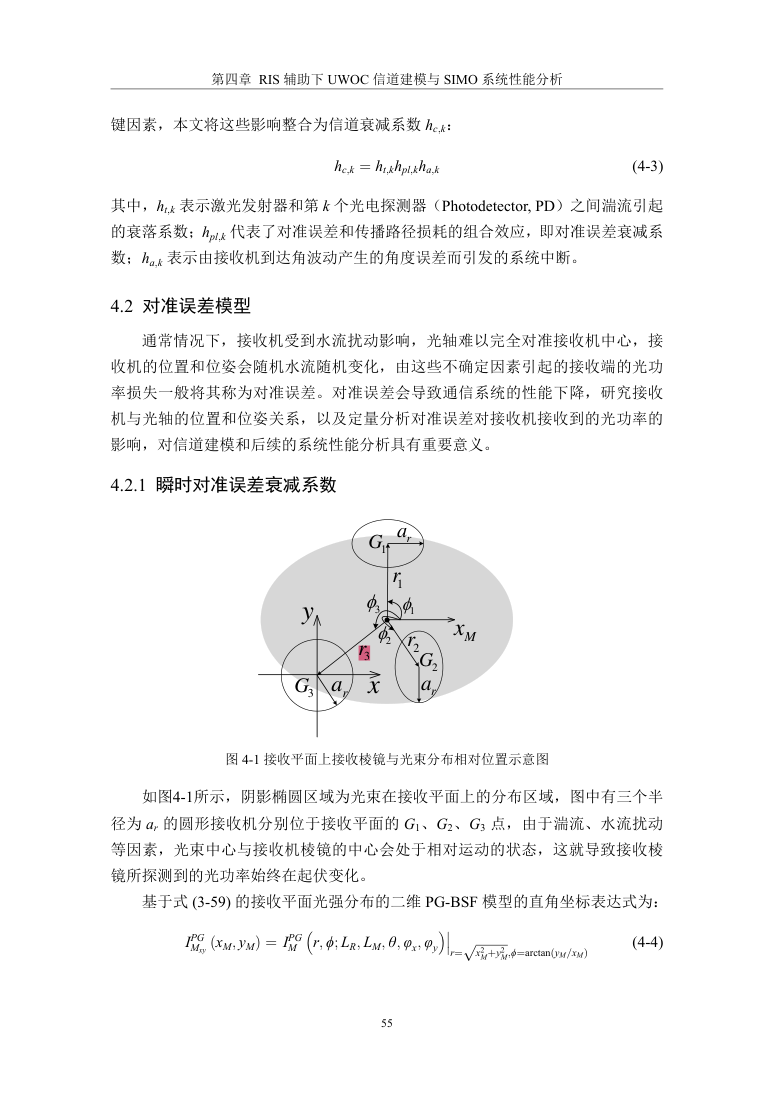 第四章 RIS 辅助下 UWOC 信道建模与 SIMO 系统性能分析
键因素，本文将这些影响整合为信道衰减系数 h_{c,k}：
h_{c,k} = h_{t,k}h_{pl,k}h_{a,k} (4-3)
其中，h_{t,k} 表示激光发射器和第 k 个光电探测器（Photodetector, PD）之间湍流引起
的衰落系数；h_{pl,k} 代表了对准误差和传播路径损耗的组合效应，即对准误差衰减系
数；h_{a,k} 表示由接收机到达角波动产生的角度误差而引发的系统中断。
4.2 对准误差模型
通常情况下，接收机受到水流扰动影响，光轴难以完全对准接收机中心，接
收机的位置和位姿会随机水流随机变化，由这些不确定因素引起的接收端的光功
率损失一般将其称为对准误差。对准误差会导致通信系统的性能下降，研究接收
机与光轴的位置和位姿关系，以及定量分析对准误差对接收机接收到的光功率的
影响，对信道建模和后续的系统性能分析具有重要意义。
4.2.1 瞬时对准误差衰减系数
G_1 a_r
r_1
ϕ_3 ϕ_1
y
x_M
ϕ_2 r_2
r_3
G_2
G_3 a_r x a_r
图 4-1 接收平面上接收棱镜与光束分布相对位置示意图
如图4-1所示，阴影椭圆区域为光束在接收平面上的分布区域，图中有三个半
径为 a_r 的圆形接收机分别位于接收平面的 G_1、G_2、G_3 点，由于湍流、水流扰动
等因素，光束中心与接收机棱镜的中心会处于相对运动的状态，这就导致接收棱
镜所探测到的光功率始终在起伏变化。
基于式 (3-59) 的接收平面光强分布的二维 PG-BSF 模型的直角坐标表达式为：
I^{PG}_{M_{xy}} (x_M, y_M) = I^{PG}_M (r, ϕ; L_R, L_M, θ, φ_x, φ_y)|_{r=√(x_M^2+y_M^2),ϕ=arctan(y_M/x_M)} (4-4)
55